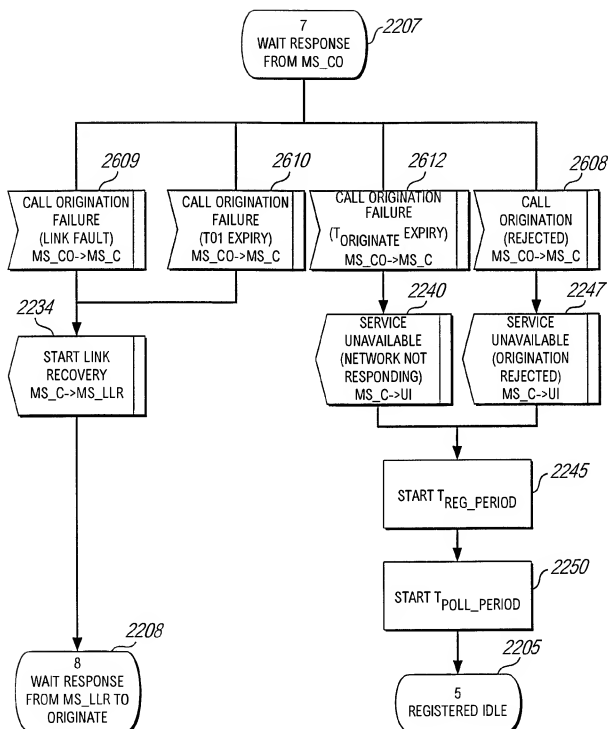 7
WAIT RESPONSE
FROM MS_CO
2207
2609
CALL ORIGINATION
FAILURE
(LINK FAULT)
MS_CO->MS_C
2610
CALL ORIGINATION
FAILURE
(T01 EXPIRY)
MS_CO->MS_C
2612
CALL ORIGINATION
FAILURE
(TORIGINATE EXPIRY)
MS_CO->MS_C
2608
CALL
ORIGINATION
(REJECTED)
MS_CO->MS_C
2234
START LINK
RECOVERY
MS_C->MS_LLR
2240
SERVICE
UNAVAILABLE
(NETWORK NOT
RESPONDING)
MS_C->UI
2247
SERVICE
UNAVAILABLE
(ORIGINATION
REJECTED)
MS_C->UI
2245
START TREG_PERIOD
2250
START TPOLL_PERIOD
2208
8
WAIT RESPONSE
FROM MS_LLR TO
ORIGINATE
2205
5
REGISTERED IDLE